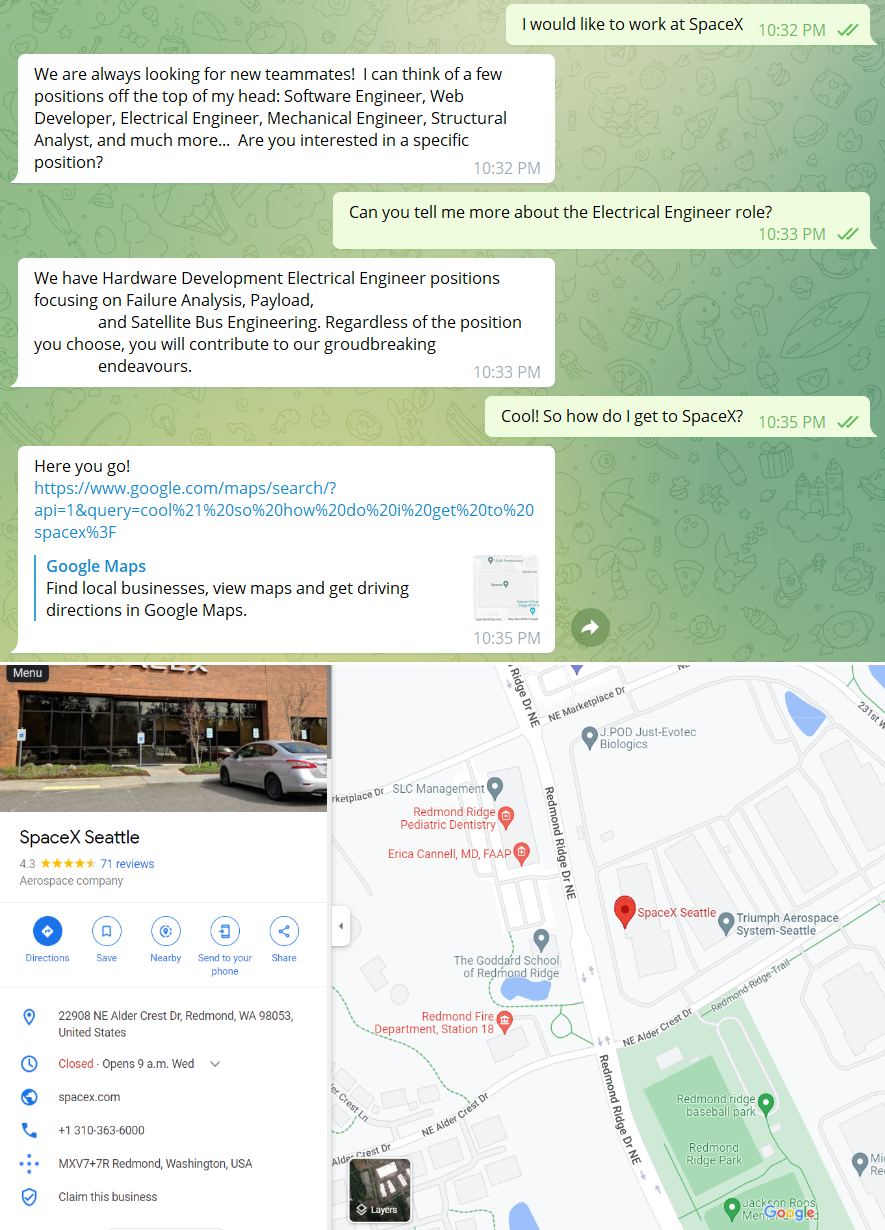 I would like to work at SpaceX
10:32 PM
We are always looking for new teammates!  I can think of a few
positions off the top of my head: Software Engineer, Web
Developer, Electrical Engineer, Mechanical Engineer, Structural
Analyst, and much more...  Are you interested in a specific
position?
10:32 PM
Can you tell me more about the Electrical Engineer role?
10:33 PM
We have Hardware Development Electrical Engineer positions
focusing on Failure Analysis, Payload,
and Satellite Bus Engineering. Regardless of the position
you choose, you will contribute to our groudbreaking
endeavours.
10:33 PM
Cool! So how do I get to SpaceX?
10:35 PM
Here you go!
https://www.google.com/maps/search/?
api=1&query=cool%21%20so%20how%20do%20i%20get%20to%20
spacex%3F
Google Maps
Find local businesses, view maps and get driving
directions in Google Maps.
10:35 PM
Menu
SpaceX Seattle
4.3
71 reviews
Aerospace company
Directions
Save
Nearby
Send to your
phone
Share
22908 NE Alder Crest Dr, Redmond, WA 98053,
United States
Closed · Opens 9 a.m. Wed
spacex.com
+1 310-363-6000
MXV7+7R Redmond, Washington, USA
Claim this business
Ridge Dr NE
NE Marketplace Dr
231st
J.POD Just-Evotec
Biologics
rketplace Dr
SLC Management
Redmond Ridge
Pediatric Dentistry
Erica Cannell, MD, FAAP
Redmond Ridge Dr NE
SpaceX Seattle
Triumph Aerospace
System-Seattle
The Goddard School
of Redmond Ridge
Redmond-Ridge-Trail
Redmond Fire
Department, Station 18
NE Alder Crest Dr
Redmond Ridge Dr NE
NE Alder Crest Dr
Redmond ridge
baseball park
Redmond
Ridge Park
Alder Crest Dr
Layers
Jackson Roos
Google